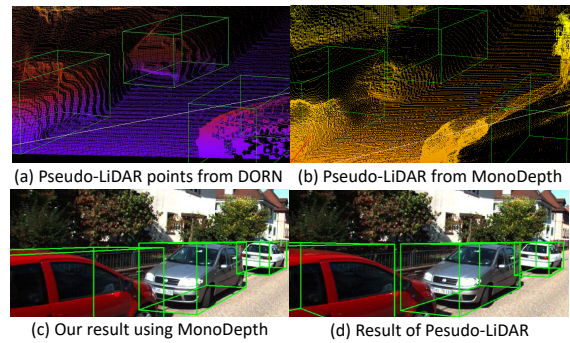 (a) Pseudo-LiDAR points from DORN
(b) Pseudo-LiDAR from MonoDepth
(c) Our result using MonoDepth
(d) Result of Pesudo-LiDAR